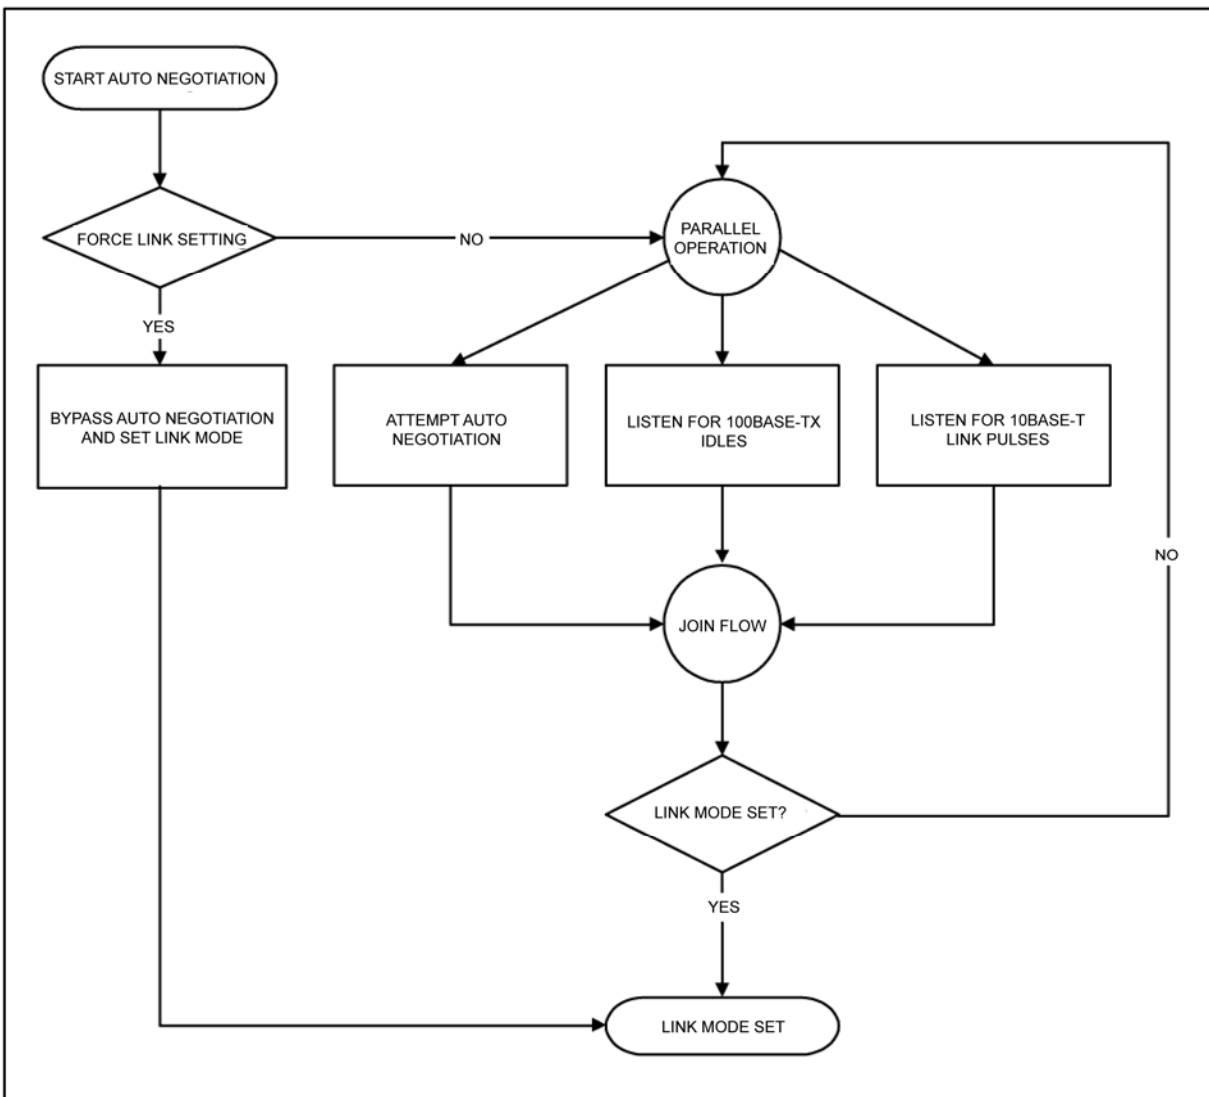 START AUTO NEGOTIATION
FORCE LINK SETTING
NO
PARALLEL
OPERATION
YES
BYPASS AUTO NEGOTIATION
AND SET LINK MODE
ATTEMPT AUTO
NEGOTIATION
LISTEN FOR 100BASE-TX
IDLES
LISTEN FOR 10BASE-T
LINK PULSES
NO
JOIN FLOW
LINK MODE SET?
YES
LINK MODE SET